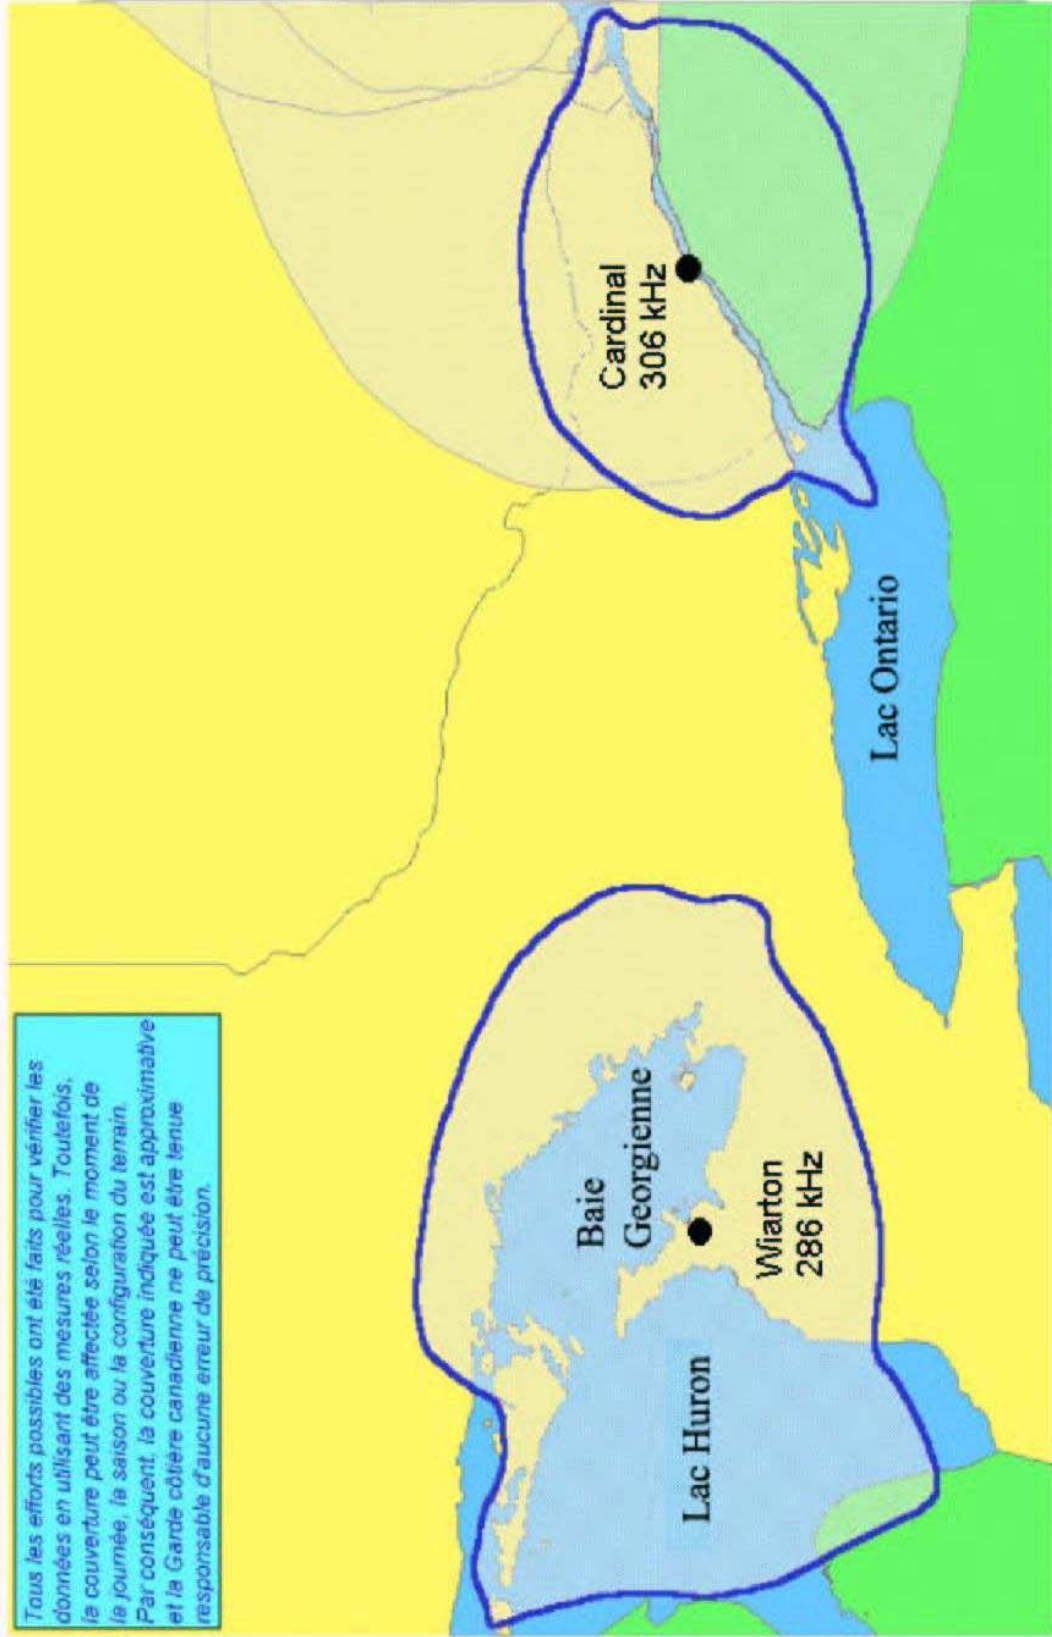 Tous les efforts possibles ont été faits pour vérifier les
données en utilisant des mesures réelles. Toutefois,
la couverture peut être affectée selon le moment de
la journée, la saison ou la configuration du terrain.
Par conséquent, la couverture indiquée est approximative
et la Garde côtière canadienne ne peut être tenue
responsable d'aucune erreur de précision.
Baie
Georgienne
Wiarton
286 kHz
Lac Huron
Cardinal
306 kHz
Lac Ontario